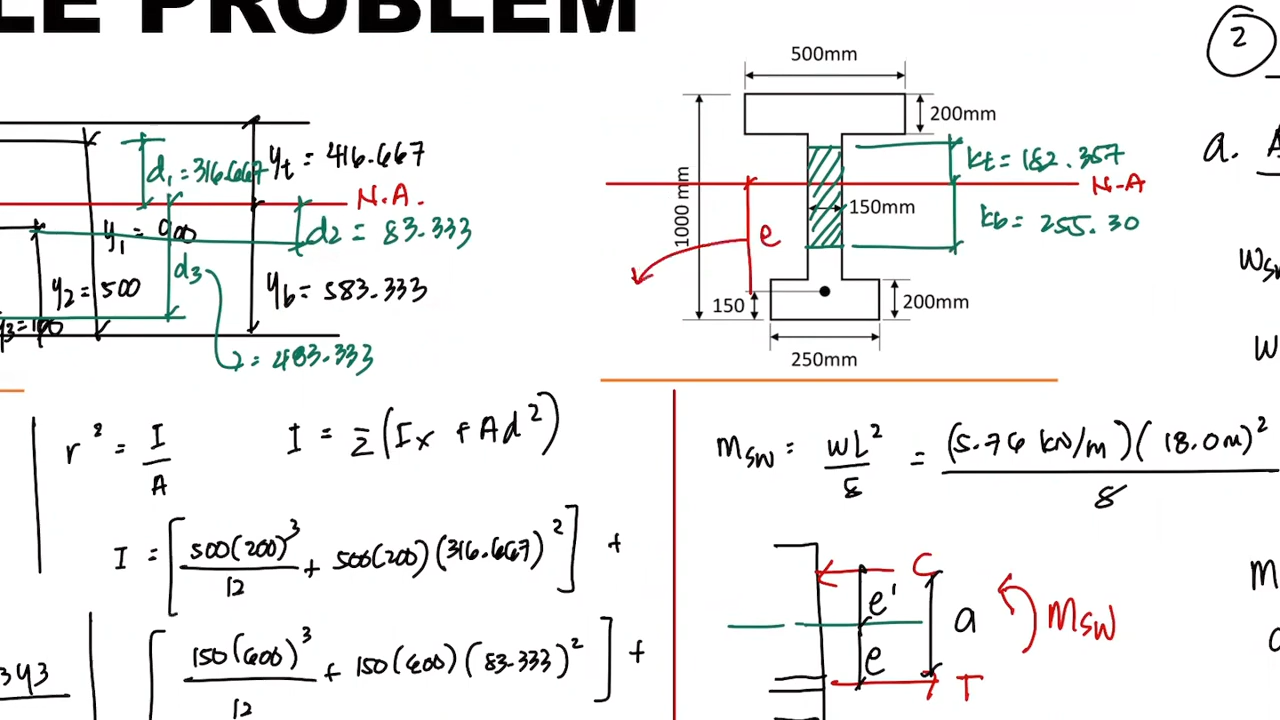 LE PROBLEM
2
500mm
200mm
1000 mm
150mm
150
200mm
250mm
kt = 182.357
N.A
kb = 255.30
e
a.
d1 = 316.667
yt = 416.667
N.A.
y1 = 900
d2 = 83.333
d3
y2 = 500
yb = 583.333
y3=100
= 483.333
r² = I/A
I = Σ(Ix + Ad²)
I = [500(200)³/12 + 500(200)(316.667)²] +
[150(600)³/12 + 150(600)(83.333)²] +
3y3
MSW = WL²/8 = (5.76 kN/m)(18.0m)²/8
C
e'
a
MSW
e
T
WSW
W
M